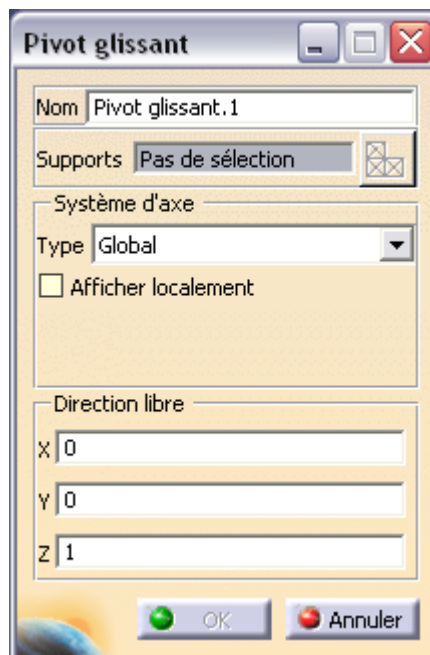 Pivot glissant
Nom Pivot glissant.1
Supports Pas de sélection
Système d'axe
Type Global
Afficher localement
Direction libre
X 0
Y 0
Z 1
OK Annuler